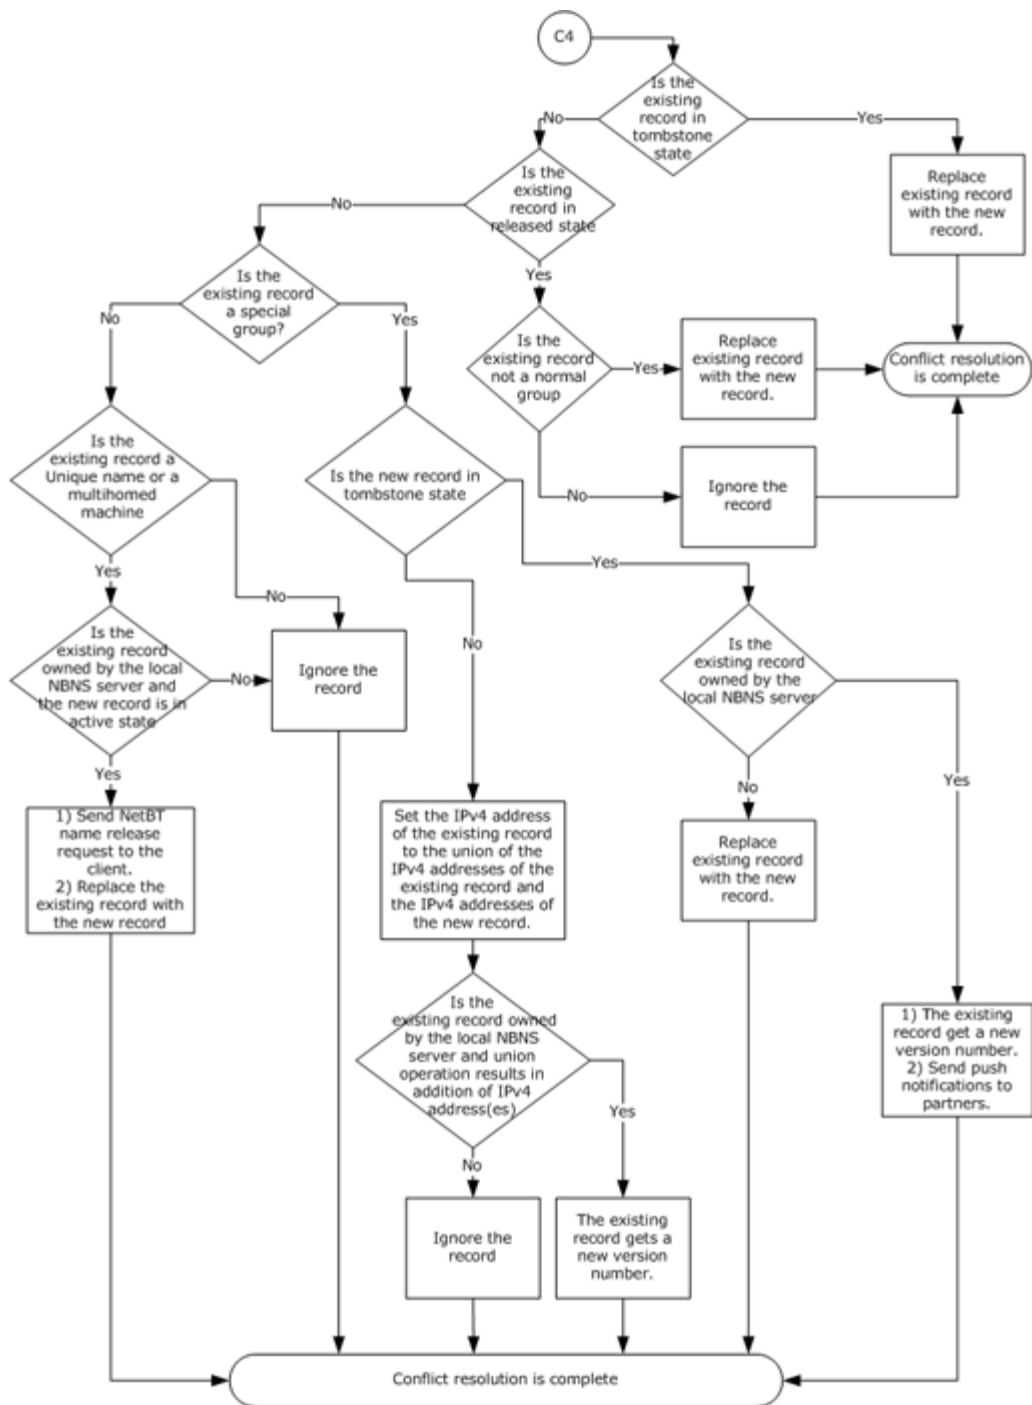 C4
Is the
existing
record in
tombstone
state
No
Yes
Is the
existing
record in
released state
Replace
existing record
with the new
record.
No
Yes
Is the
existing record
a special
group?
No
Yes
Is the
existing record
not a normal
group
Yes
Replace
existing record
with the new
record.
Conflict resolution
is complete
Is the
existing record a
Unique name or a
multihomed
machine
Is the new record in
tombstone state
No
Ignore the
record
Yes
No
Yes
Is the
existing record
owned by the local
NBNS server and
the new record is in
active state
No
Ignore the
record
No
Is the
existing record
owned by the
local NBNS server
Yes
No
Yes
1) Send NetBT
name release
request to the
client.
2) Replace the
existing record with
the new record
Set the IPv4 address
of the existing record
to the union of the
IPv4 addresses of the
existing record and
the IPv4 addresses of
the new record.
Replace
existing record
with the new
record.
Is the
existing record owned
by the local NBNS
server and union
operation results in
addition of IPv4
address(es)
1) The existing
record get a new
version number.
2) Send push
notifications to
partners.
Yes
No
Ignore the
record
The existing
record gets a
new version
number.
Conflict resolution is complete